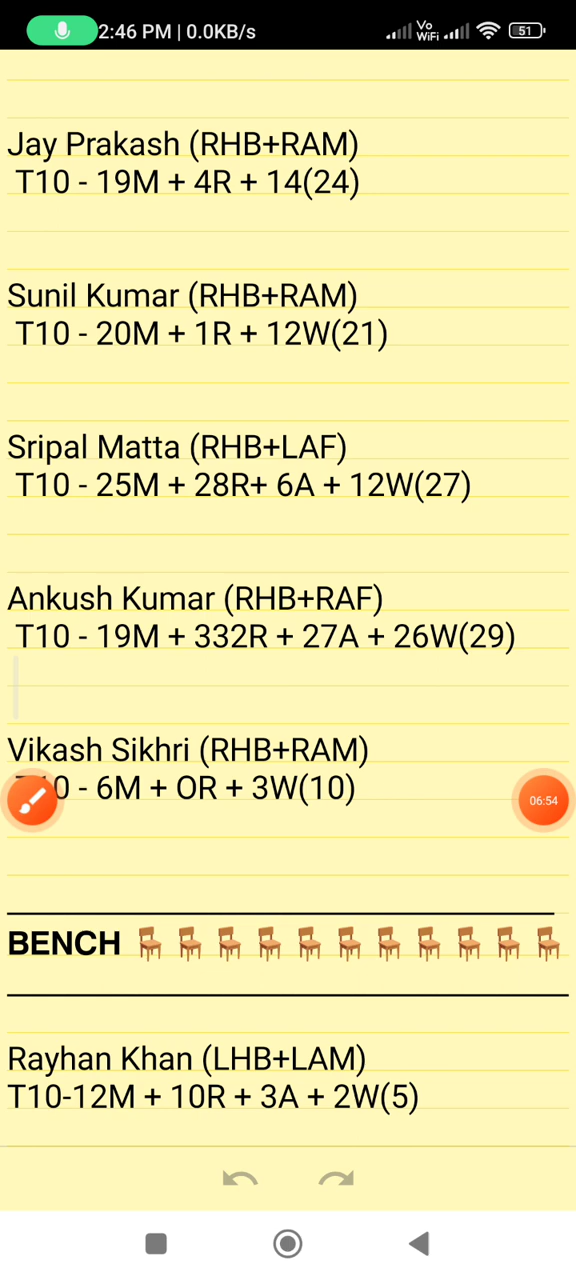 2:46 PM | 0.0KB/s Vo WiFi 51
Jay Prakash (RHB+RAM)
T10 - 19M + 4R + 14(24)
Sunil Kumar (RHB+RAM)
T10 - 20M + 1R + 12W(21)
Sripal Matta (RHB+LAF)
T10 - 25M + 28R+ 6A + 12W(27)
Ankush Kumar (RHB+RAF)
T10 - 19M + 332R + 27A + 26W(29)
Vikash Sikhri (RHB+RAM)
0 - 6M + OR + 3W(10)
06:54
BENCH 🪑🪑🪑🪑🪑🪑🪑🪑🪑🪑🪑
Rayhan Khan (LHB+LAM)
T10-12M + 10R + 3A + 2W(5)